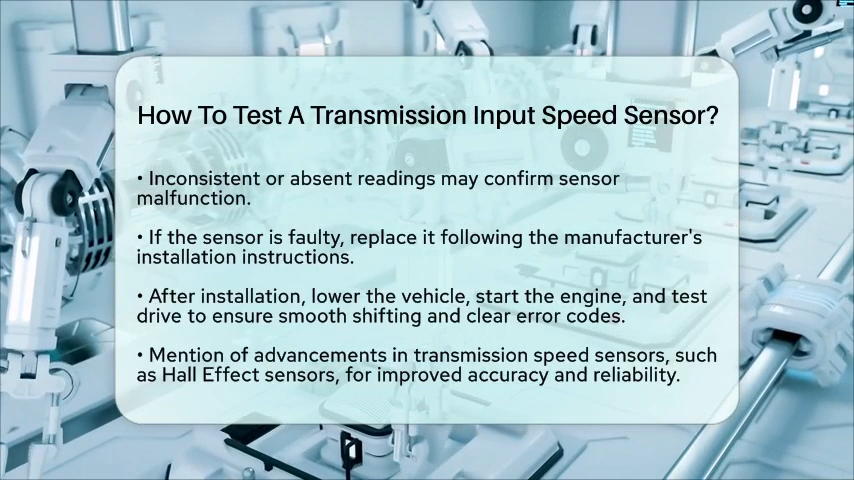 How To Test A Transmission Input Speed Sensor?
• Inconsistent or absent readings may confirm sensor
malfunction.
• If the sensor is faulty, replace it following the manufacturer's
installation instructions.
• After installation, lower the vehicle, start the engine, and test
drive to ensure smooth shifting and clear error codes.
• Mention of advancements in transmission speed sensors, such
as Hall Effect sensors, for improved accuracy and reliability.